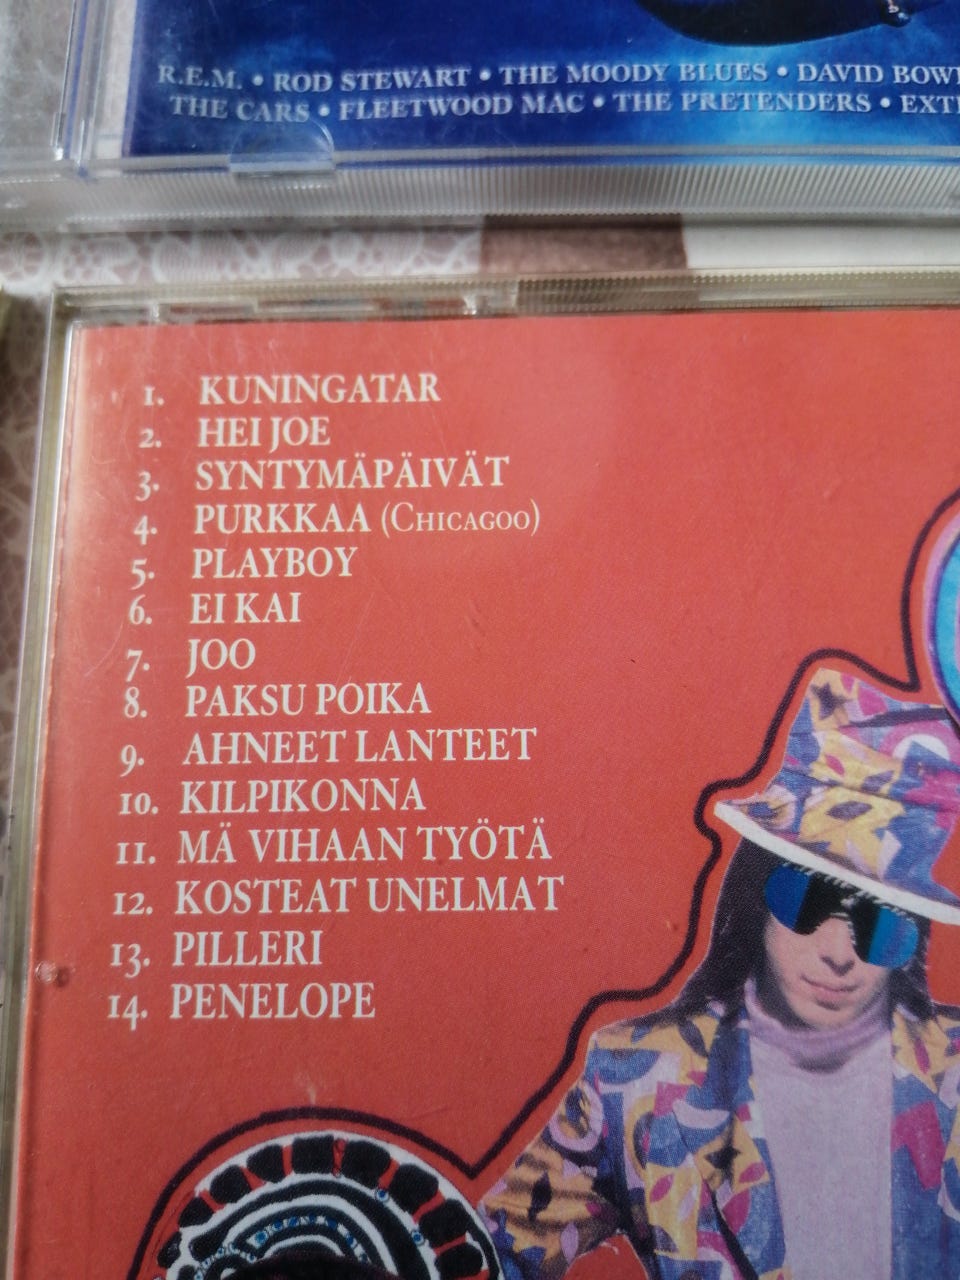 R.E.M. • ROD STEWART • THE MOODY BLUES • DAVID
THE CARS • FLEETWOOD MAC • THE PRETENDERS •
1. KUNINGATAR
2. HEI JOE
3. SYNTYMÄPÄIVÄT
4. PURKKAA (CHICAGOO)
5. PLAYBOY
6. EI KAI
7. JOO
8. PAKSU POIKA
9. AHNEET LANTEET
10. KILPIKONNA
11. MÄ VIHAAN TYÖTÄ
12. KOSTEAT UNELMAT
13. PILLERI
14. PENELOPE